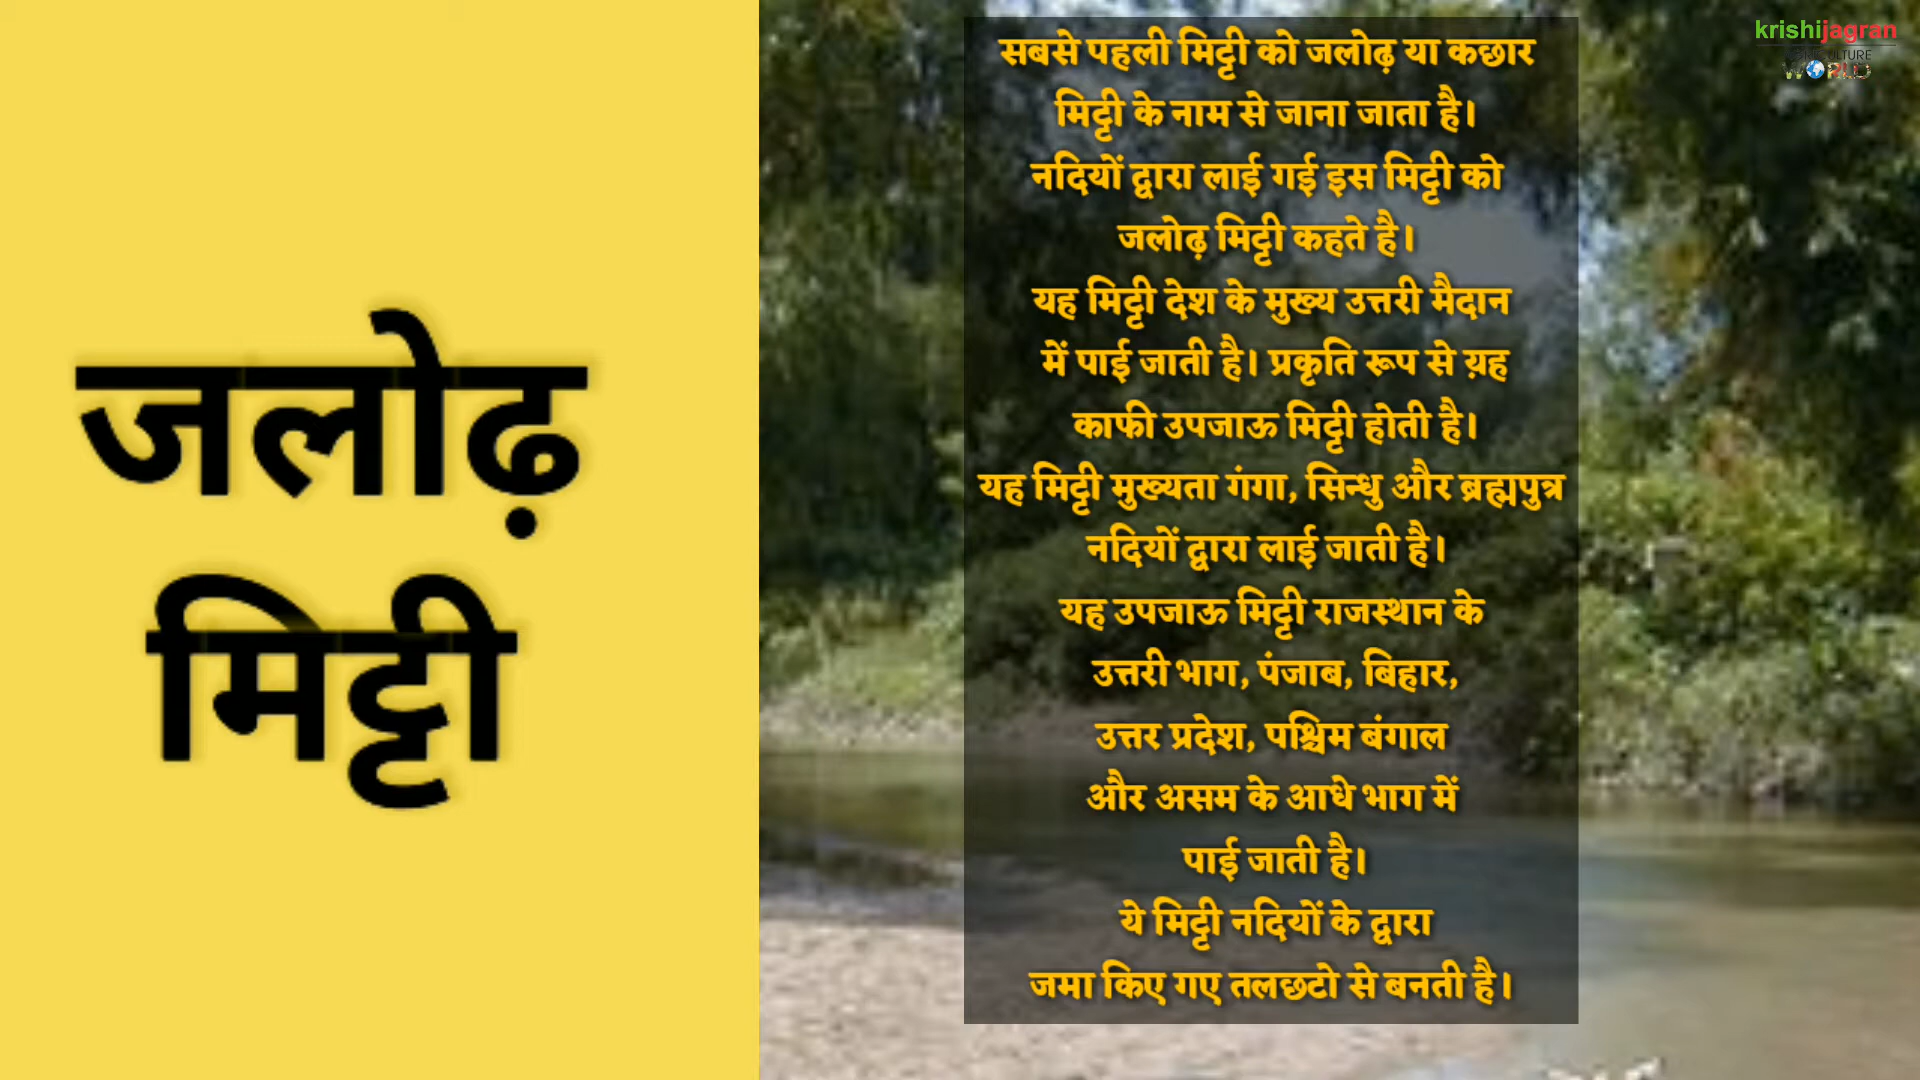 जलोढ़
मिट्टी
सबसे पहली मिट्टी को जलोढ़ या कछार
मिट्टी के नाम से जाना जाता है।
नदियों द्वारा लाई गई इस मिट्टी को
जलोढ़ मिट्टी कहते है।
यह मिट्टी देश के मुख्य उत्तरी मैदान
में पाई जाती है। प्रकृति रूप से य़ह
काफी उपजाऊ मिट्टी होती है।
यह मिट्टी मुख्यता गंगा, सिन्धु और ब्रह्मपुत्र
नदियों द्वारा लाई जाती है।
यह उपजाऊ मिट्टी राजस्थान के
उत्तरी भाग, पंजाब, बिहार,
उत्तर प्रदेश, पश्चिम बंगाल
और असम के आधे भाग में
पाई जाती है।
ये मिट्टी नदियों के द्वारा
जमा किए गए तलछटो से बनती है।
krishijagran